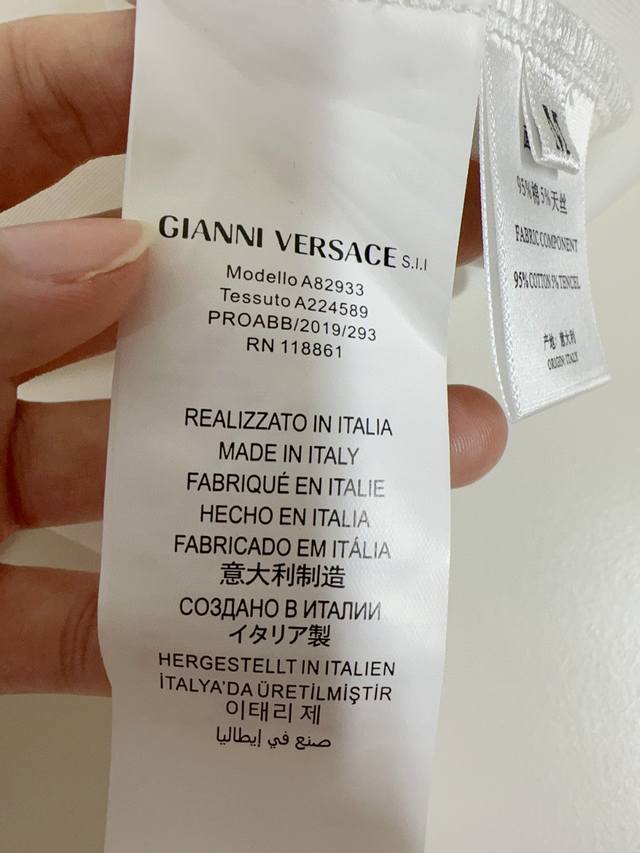 GIANNI VERSACE S.I.I
Modello A82933
Tessuto A224589
PROABB/2019/293
RN 118861
REALIZZATO IN ITALIA
MADE IN ITALY
FABRIQUÉ EN ITALIE
HECHO EN ITALIA
FABRICADO EM ITÁLIA
意大利制造
СОЗДАНО В ИТАЛИИ
イタリア製
HERGESTELLT IN ITALIEN
İTALYA'DA ÜRETİLMİŞTİR
이태리 제
صنع في إيطاليا
M
95%棉5%天丝
FABRIC COMPONENT
95%COTTON 5% TENCEL
产地：意大利
ORIGIN: ITALY